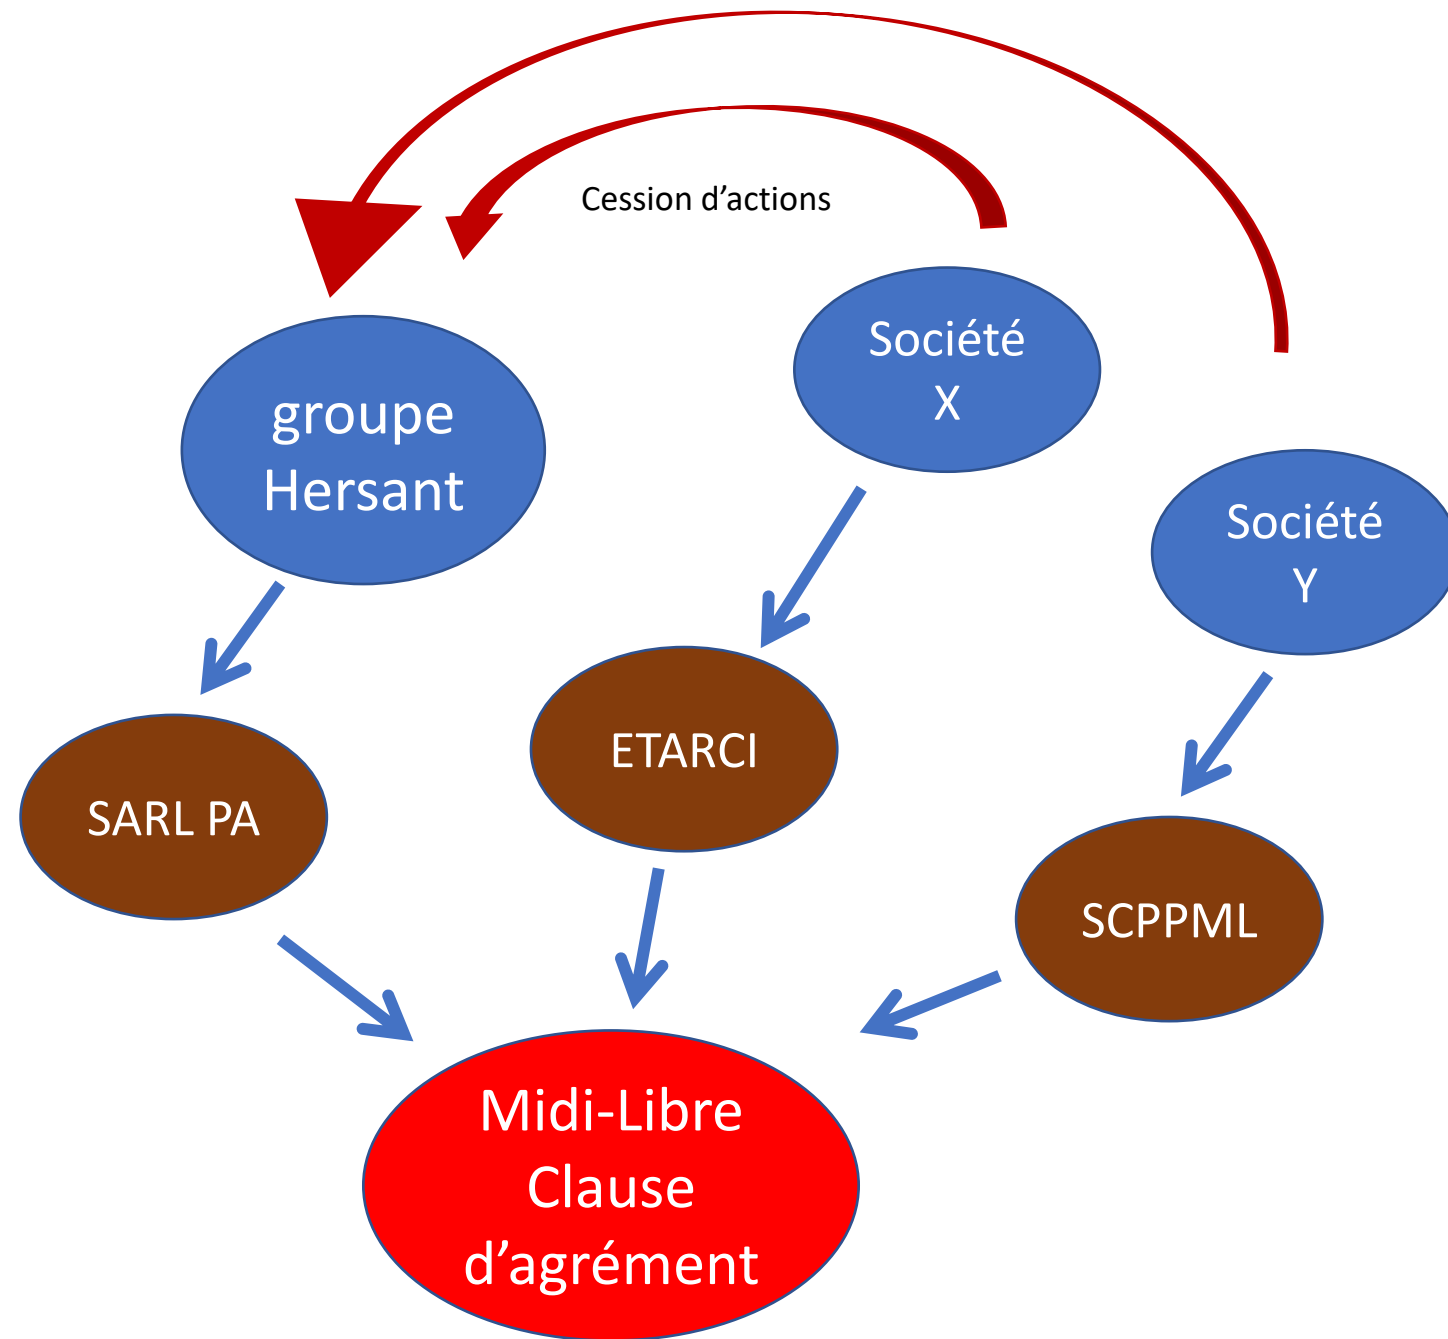 Cession d’actions
Société
X
groupe
Hersant
Société
Y
ETARCI
SARL PA
SCPPML
Midi-Libre
Clause
d’agrément